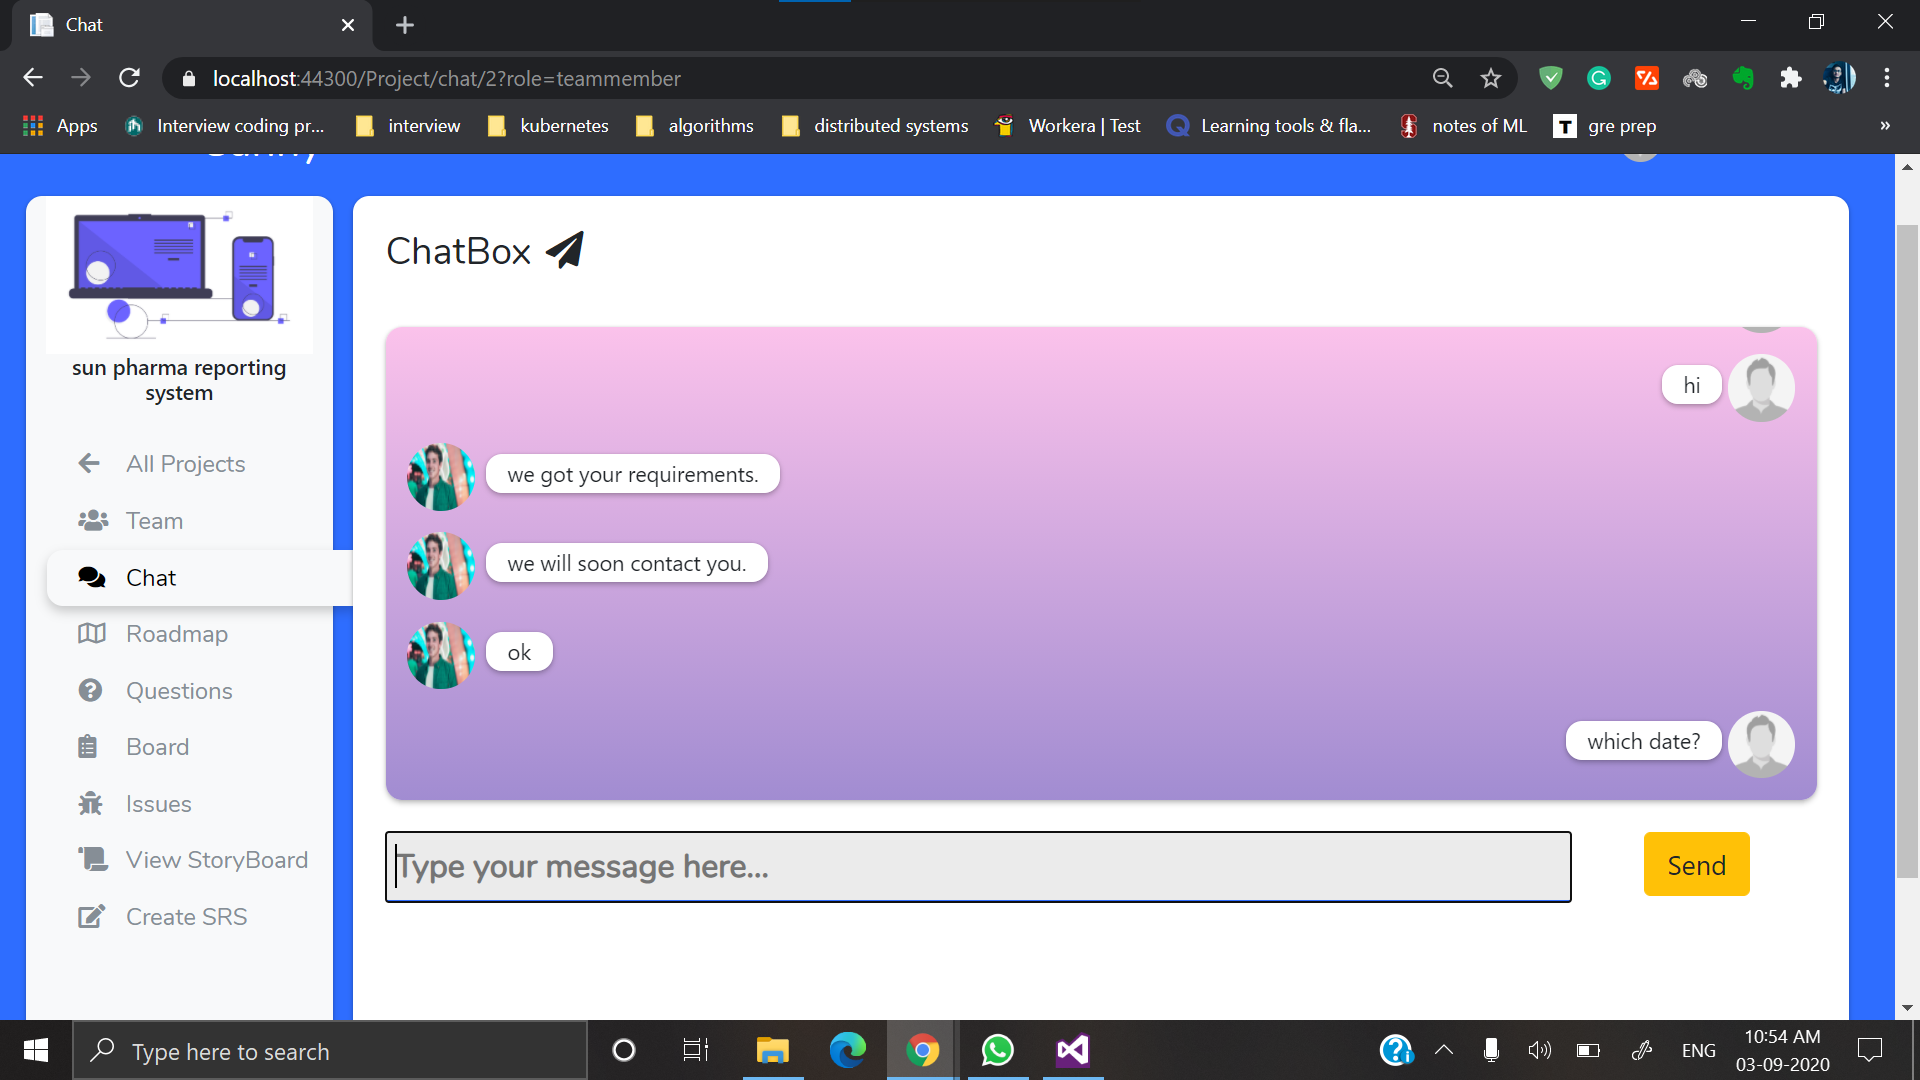 Chat
localhost:44300/Project/chat/2?role=teammember
Apps
Interview coding pr...
interview
kubernetes
algorithms
distributed systems
Workera | Test
Learning tools & fla...
notes of ML
T
gre prep
»
sun pharma reporting
system
All Projects
Team
Chat
Roadmap
Questions
Board
Issues
View StoryBoard
Create SRS
ChatBox
hi
we got your requirements.
we will soon contact you.
ok
which date?
Type your message here...
Send
Type here to search
ENG
10:54 AM
03-09-2020